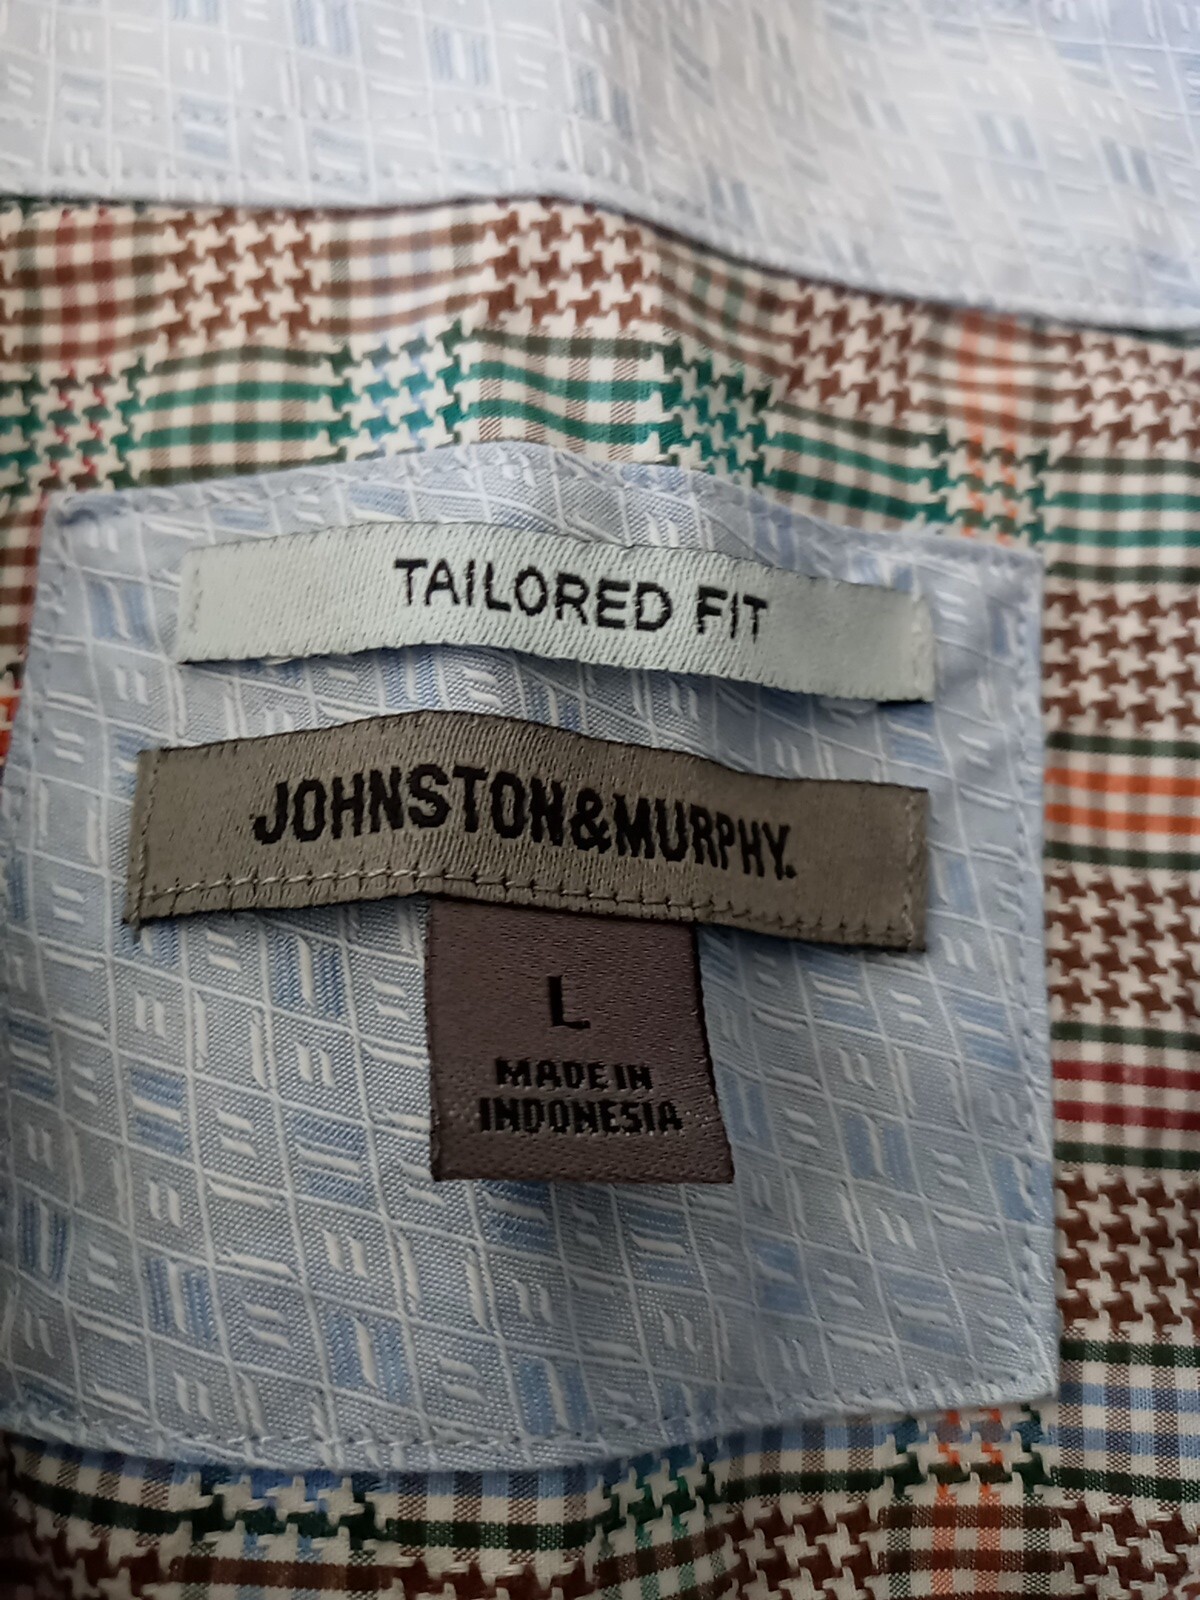 TAILORED FIT
JOHNSTON&MURPHY.
L
MADE IN
INDONESIA